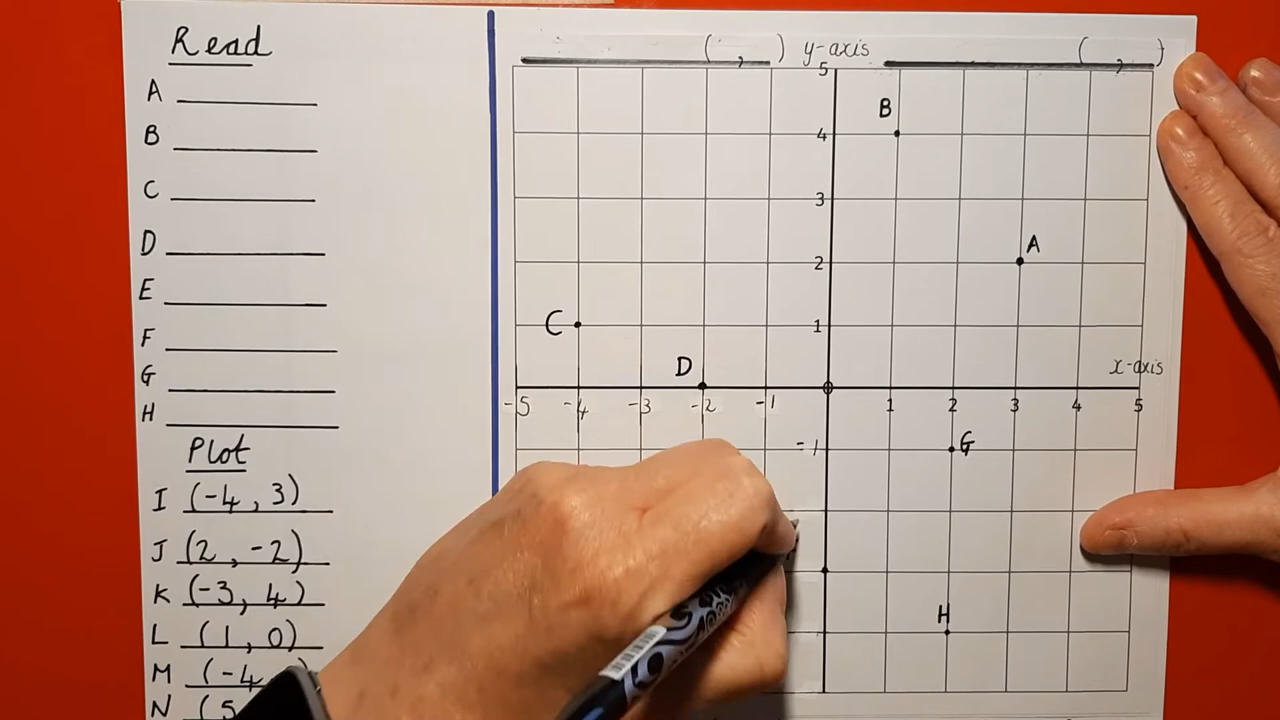 Read
A
B
C
D
E
F
G
H
Plot
I (-4, 3)
J (2, -2)
K (-3, 4)
L (1, 0)
M (-4
N (5
( , ) y-axis ( , )
5
B
4
3
A
2
C 1
D x-axis
-5 -4 -3 -2 -1 0 1 2 3 4 5
-1 G
H